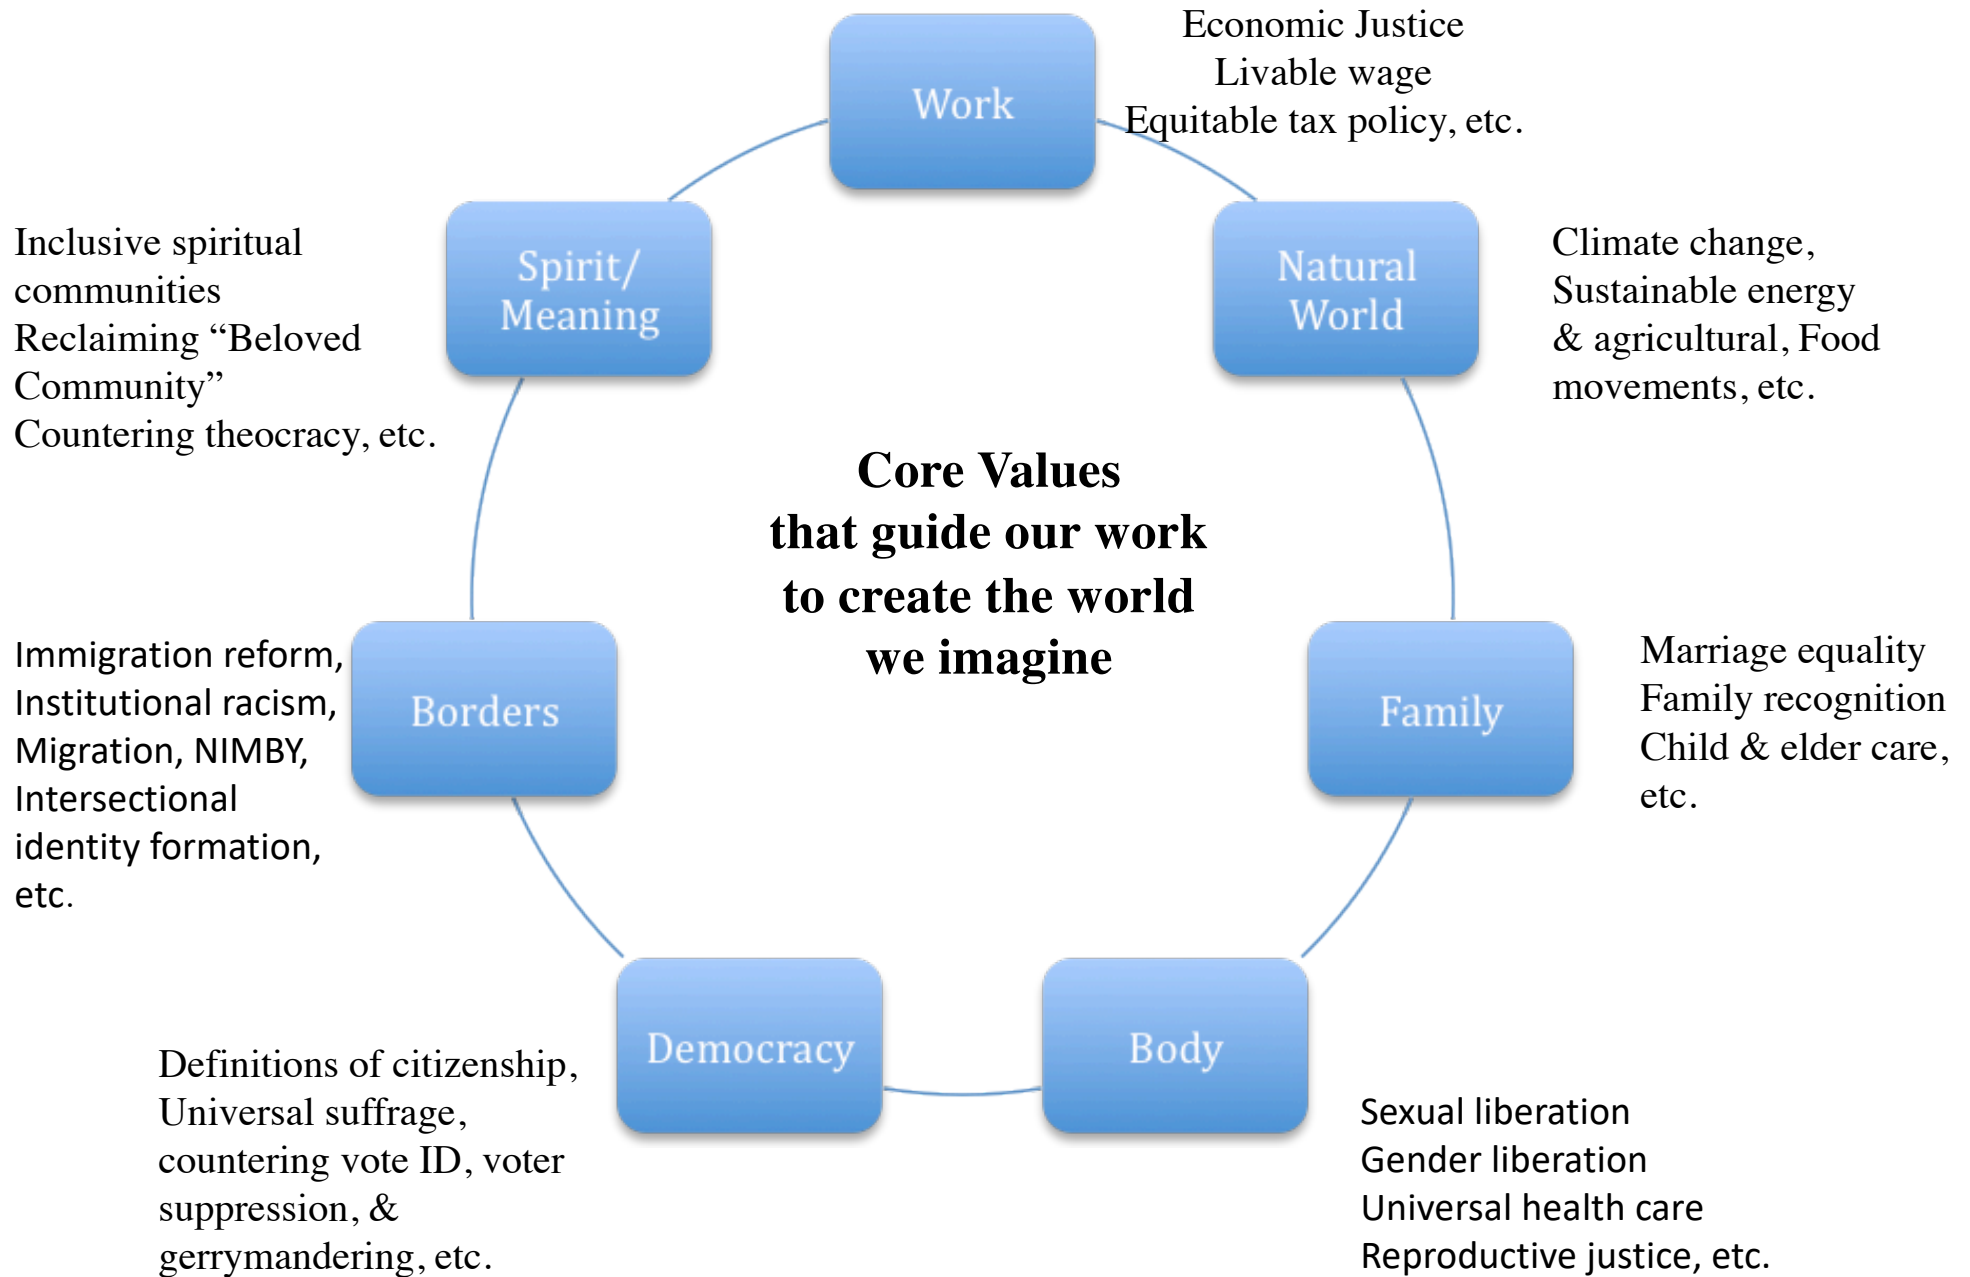 Work
Economic Justice
Livable wage
Equitable tax policy, etc.
Natural
World
Climate change,
Sustainable energy
& agricultural, Food
movements, etc.
Family
Marriage equality
Family recognition
Child & elder care,
etc.
Body
Sexual liberation
Gender liberation
Universal health care
Reproductive justice, etc.
Democracy
Definitions of citizenship,
Universal suffrage,
countering vote ID, voter
suppression, &
gerrymandering, etc.
Borders
Immigration reform,
Institutional racism,
Migration, NIMBY,
Intersectional
identity formation,
etc.
Spirit/
Meaning
Inclusive spiritual
communities
Reclaiming “Beloved
Community”
Countering theocracy, etc.
Core Values
that guide our work
to create the world
we imagine